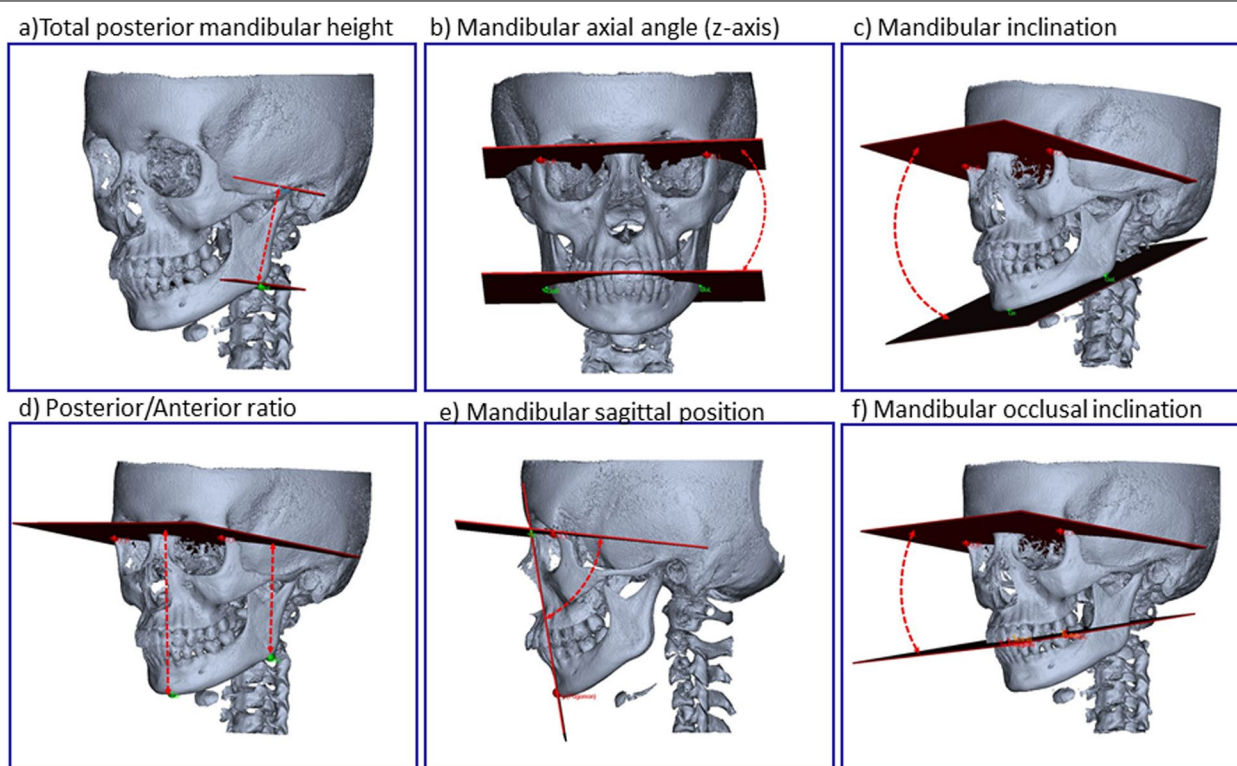 a)Total posterior mandibular height
b) Mandibular axial angle (z-axis)
c) Mandibular inclination
d) Posterior/Anterior ratio
e) Mandibular sagittal position
f) Mandibular occlusal inclination